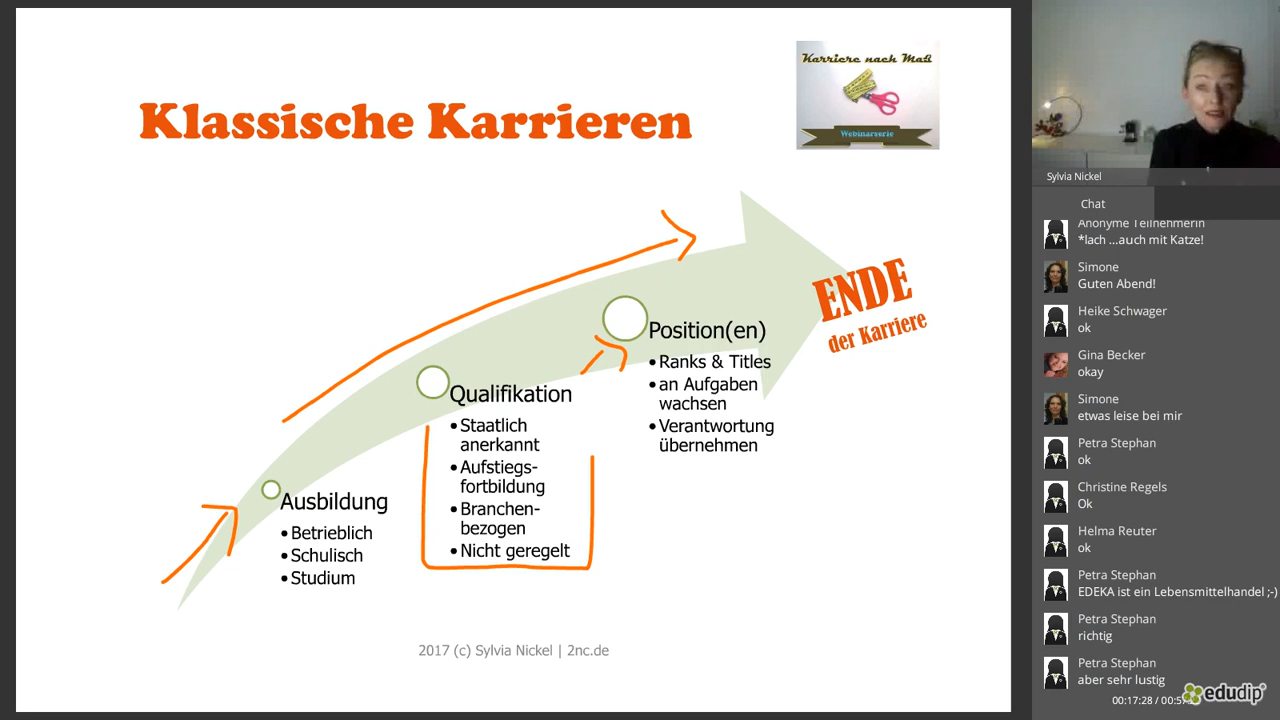 Klassische Karrieren
Karriere nach Maß
Webinarserie
ENDE
der Karriere
Position(en)
• Ranks & Titles
• an Aufgaben
wachsen
• Verantwortung
übernehmen
Qualifikation
• Staatlich
anerkannt
• Aufstiegs-
fortbildung
• Branchen-
bezogen
• Nicht geregelt
Ausbildung
• Betrieblich
• Schulisch
• Studium
2017 (c) Sylvia Nickel | 2nc.de
Sylvia Nickel
Chat
Anonyme Teilnehmerin
*lach ...auch mit Katze!
Simone
Guten Abend!
Heike Schwager
ok
Gina Becker
okay
Simone
etwas leise bei mir
Petra Stephan
ok
Christine Regels
Ok
Helma Reuter
ok
Petra Stephan
EDEKA ist ein Lebensmittelhandel ;-)
Petra Stephan
richtig
Petra Stephan
aber sehr lustig
00:17:28 / 00:57
edudip